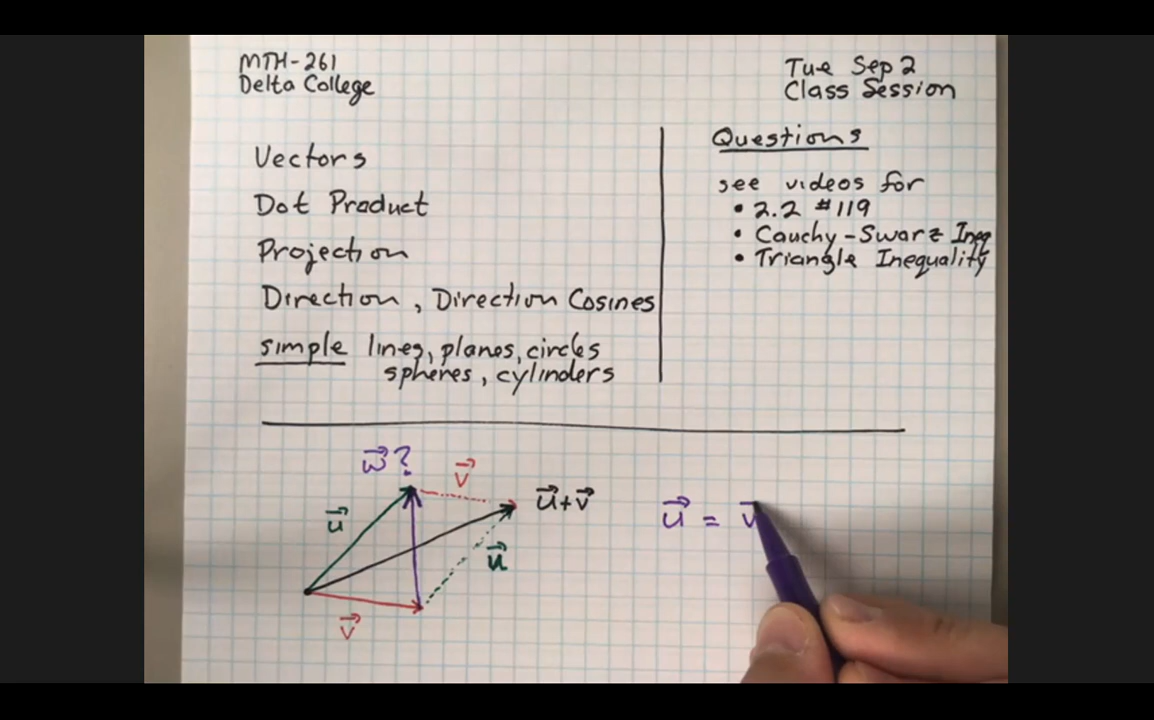 MTH-261
Delta College
Tue Sep 2
Class Session
Vectors
Dot Product
Projection
Direction, Direction Cosines
simple lines, planes, circles
spheres, cylinders
Questions
see videos for
• 2.2 #119
• Cauchy-Swarz Ineq
• Triangle Inequality
w⃗?
v⃗
u⃗
u⃗+v⃗
u⃗
v⃗
u⃗ = v